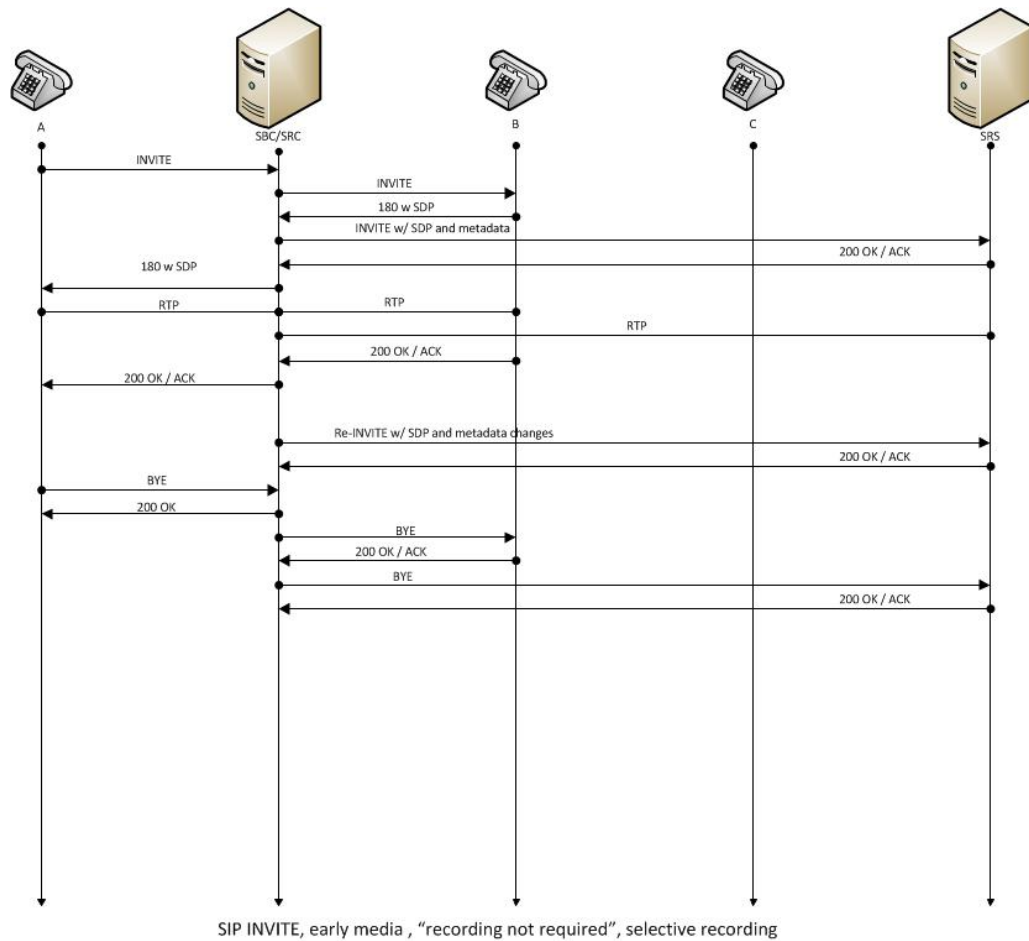 A
SBC/SRC
B
C
SRS
INVITE
INVITE
180 w SDP
INVITE w/ SDP and metadata
200 OK / ACK
180 w SDP
RTP
RTP
RTP
200 OK / ACK
200 OK / ACK
Re-INVITE w/ SDP and metadata changes
200 OK / ACK
BYE
200 OK
BYE
200 OK / ACK
BYE
200 OK / ACK
SIP INVITE, early media , “recording not required”, selective recording